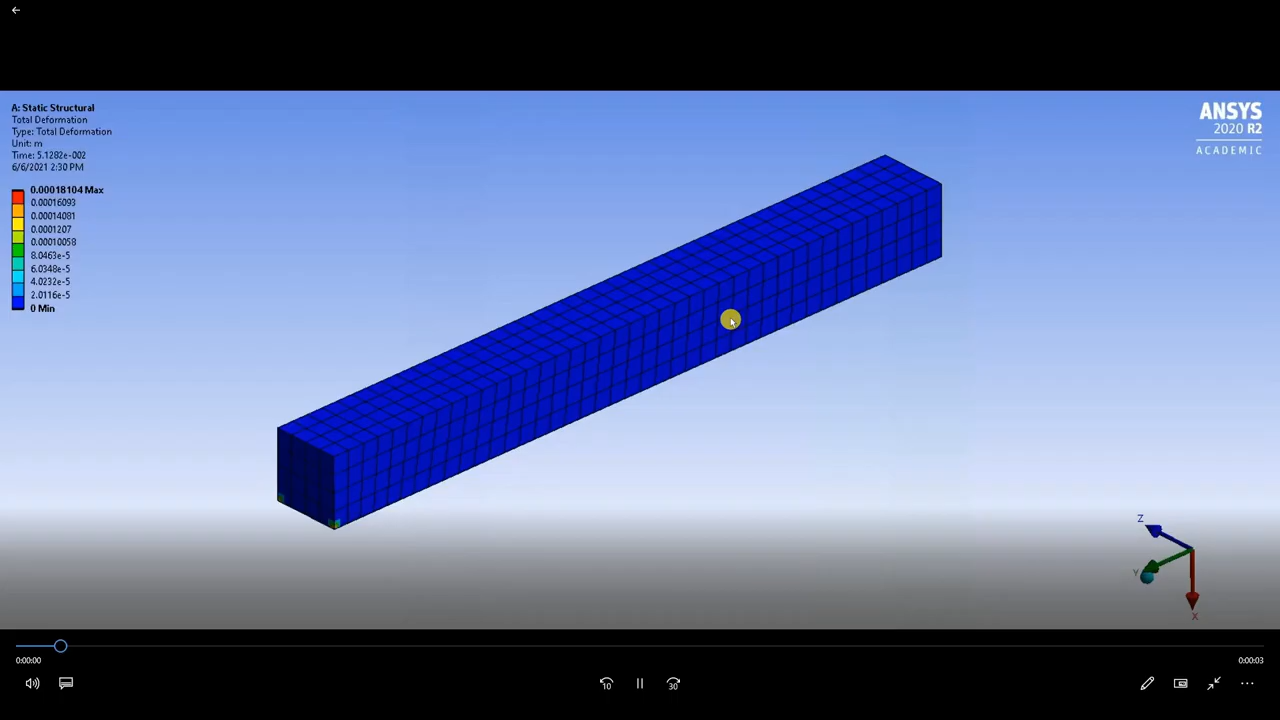 A: Static Structural
Total Deformation
Type: Total Deformation
Unit: m
Time: 5.1282e-002
6/6/2021 2:30 PM
0.00018104 Max
0.00016093
0.00014081
0.0001207
0.00010058
8.0463e-5
6.0348e-5
4.0232e-5
2.0116e-5
0 Min
ANSYS
2020 R2
ACADEMIC
Z
Y
X
0:00:00
0:00:03
10
30